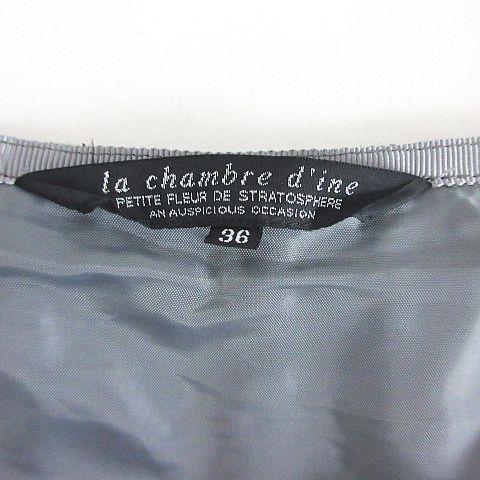 la chambre d'ine
PETITE FLEUR DE STRATOSPHERE
AN AUSPICIOUS OCCASION
36